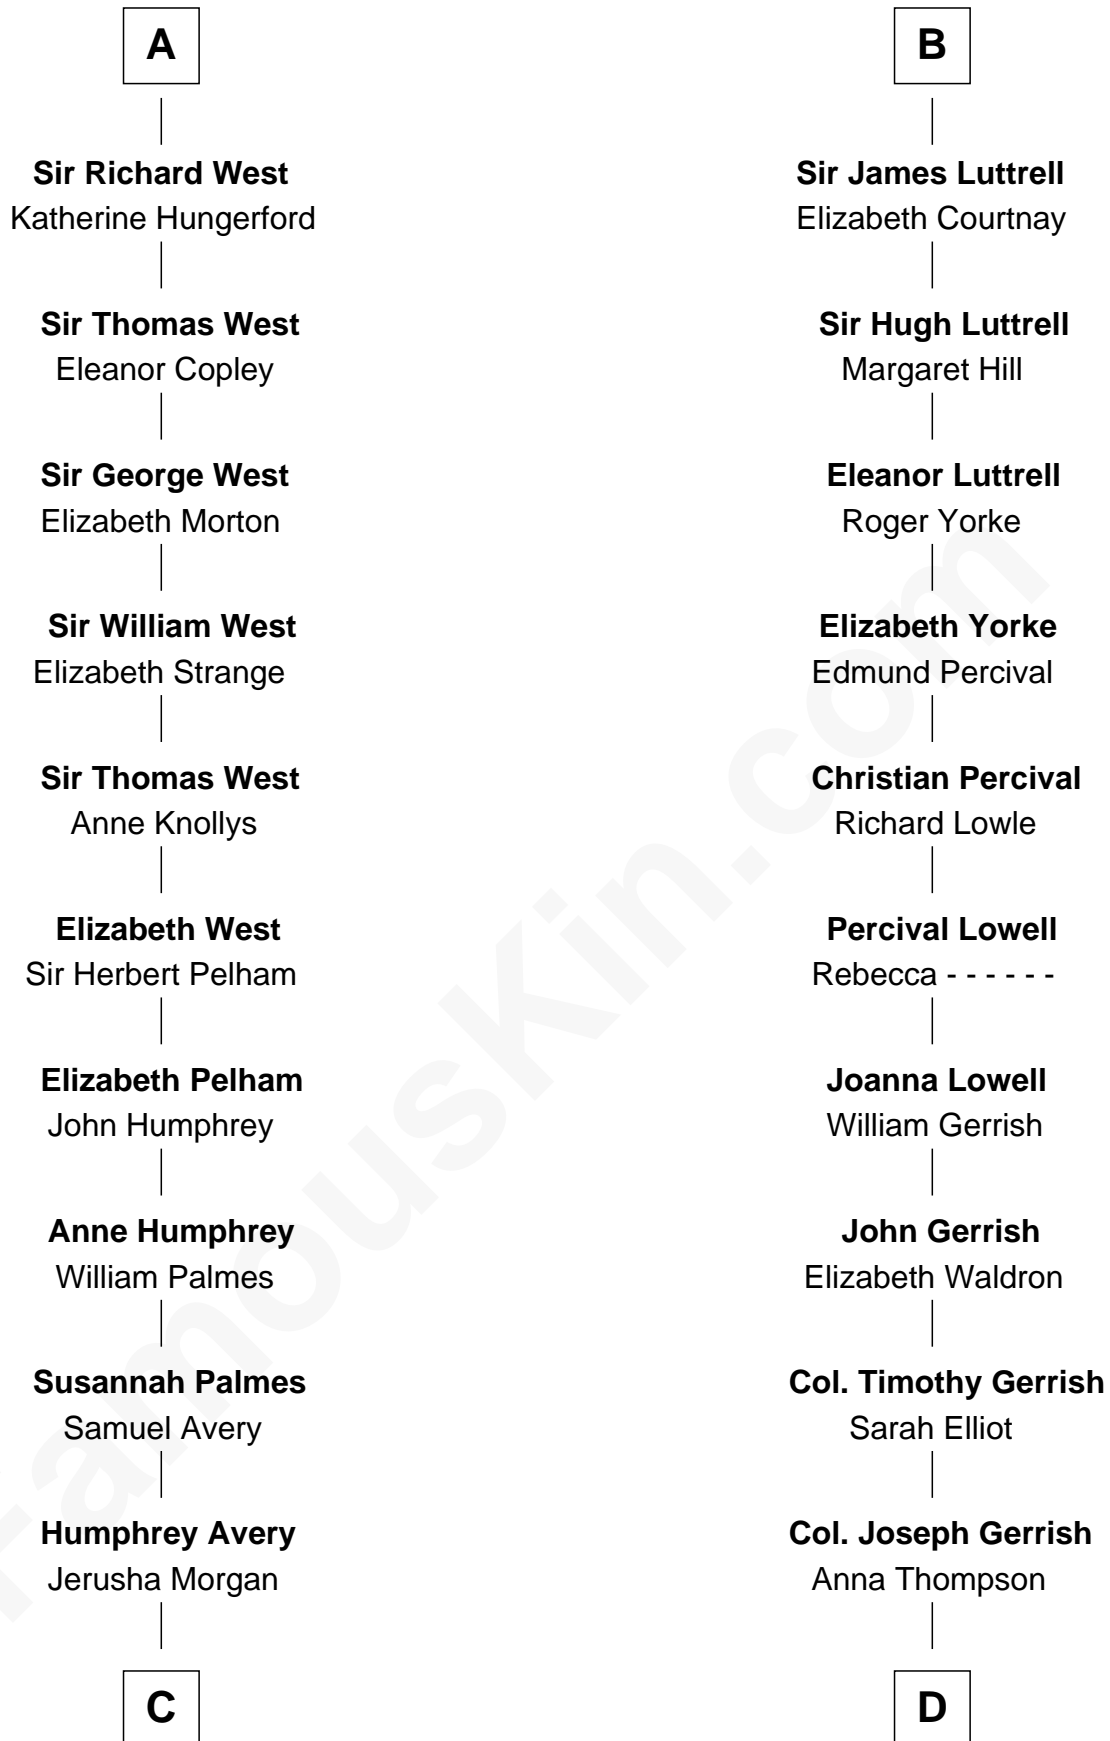 A
Sir Richard West
Katherine Hungerford
Sir Thomas West
Eleanor Copley
Sir George West
Elizabeth Morton
Sir William West
Elizabeth Strange
Sir Thomas West
Anne Knollys
Elizabeth West
Sir Herbert Pelham
Elizabeth Pelham
John Humphrey
Anne Humphrey
William Palmes
Susannah Palmes
Samuel Avery
Humphrey Avery
Jerusha Morgan
C
B
Sir James Luttrell
Elizabeth Courtnay
Sir Hugh Luttrell
Margaret Hill
Eleanor Luttrell
Roger Yorke
Elizabeth Yorke
Edmund Percival
Christian Percival
Richard Lowle
Percival Lowell
Rebecca - - - - - -
Joanna Lowell
William Gerrish
John Gerrish
Elizabeth Waldron
Col. Timothy Gerrish
Sarah Elliot
Col. Joseph Gerrish
Anna Thompson
D
FamousKin.com